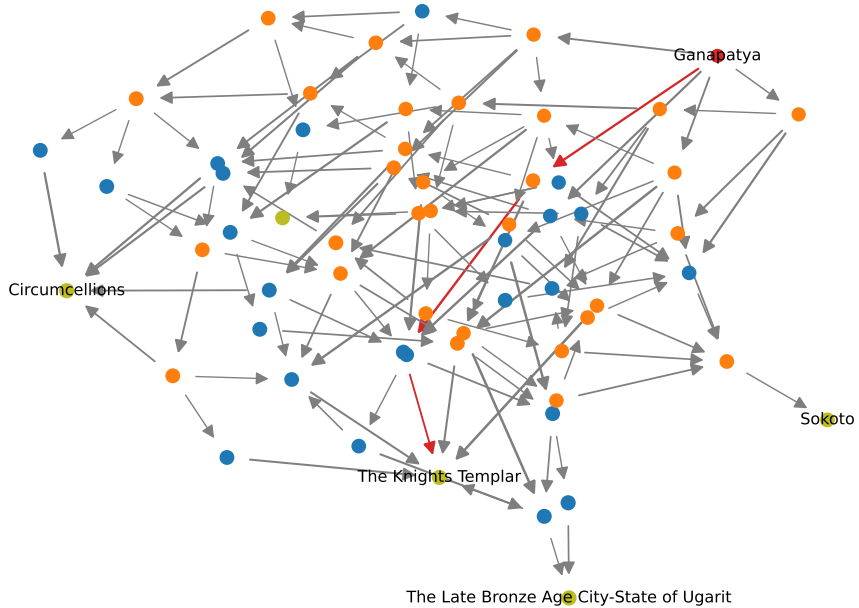 Ganapatya
Circumcellions
Sokoto
The Knights Templar
The Late Bronze Age City-State of Ugarit